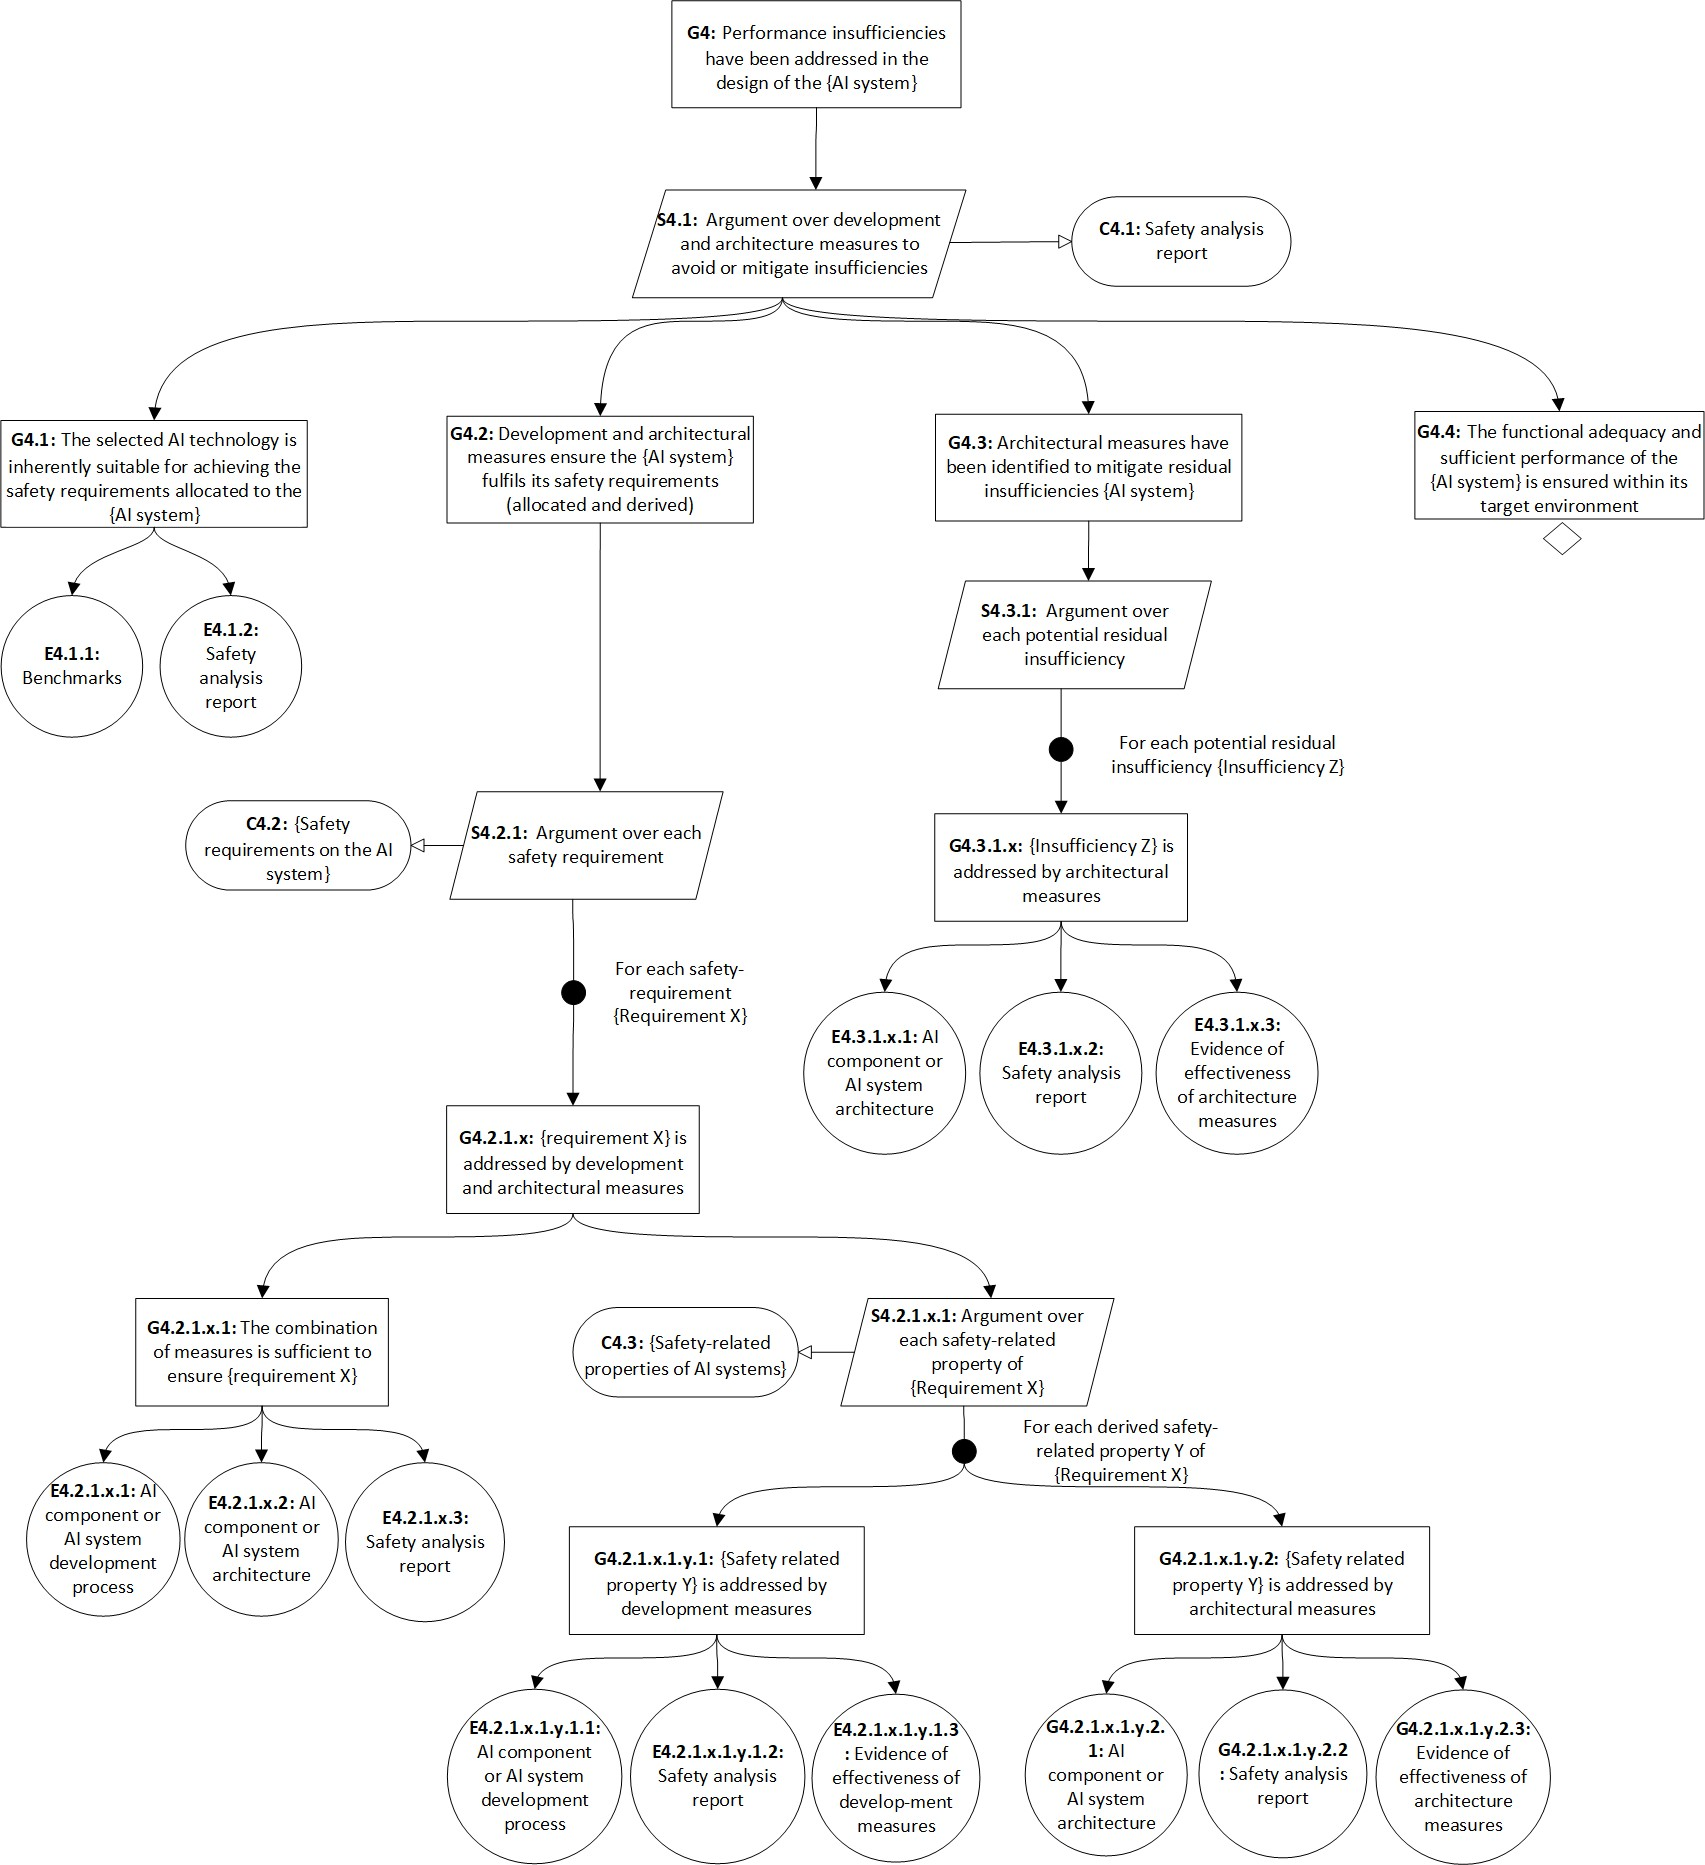 G4: Performance insufficiencies
have been addressed in the
design of the {AI system}
S4.1: Argument over development
and architecture measures to
avoid or mitigate insufficiencies
C4.1: Safety analysis
report
G4.1: The selected AI technology is
inherently suitable for achieving the
safety requirements allocated to the
{AI system}
G4.2: Development and architectural
measures ensure the {AI system}
fulfils its safety requirements
(allocated and derived)
G4.3: Architectural measures have
been identified to mitigate residual
insufficiencies {AI system}
G4.4: The functional adequacy and
sufficient performance of the
{AI system} is ensured within its
target environment
E4.1.1:
Benchmarks
E4.1.2:
Safety
analysis
report
S4.3.1: Argument over
each potential residual
insufficiency
For each potential residual
insufficiency {Insufficiency Z}
C4.2: {Safety
requirements on the AI
system}
S4.2.1: Argument over each
safety requirement
G4.3.1.x: {Insufficiency Z} is
addressed by architectural
measures
For each safety-
requirement
{Requirement X}
E4.3.1.x.1: AI
component or
AI system
architecture
E4.3.1.x.2:
Safety analysis
report
E4.3.1.x.3:
Evidence of
effectiveness
of architecture
measures
G4.2.1.x: {requirement X} is
addressed by development
and architectural measures
G4.2.1.x.1: The combination
of measures is sufficient to
ensure {requirement X}
C4.3: {Safety-related
properties of AI systems}
S4.2.1.x.1: Argument over
each safety-related
property of
{Requirement X}
For each derived safety-
related property Y of
{Requirement X}
E4.2.1.x.1: AI
component or
AI system
development
process
E4.2.1.x.2: AI
component or
AI system
architecture
E4.2.1.x.3:
Safety analysis
report
G4.2.1.x.1.y.1: {Safety related
property Y} is addressed by
development measures
G4.2.1.x.1.y.2: {Safety related
property Y} is addressed by
architectural measures
E4.2.1.x.1.y.1.1:
AI component
or AI system
development
process
E4.2.1.x.1.y.1.2:
Safety analysis
report
E4.2.1.x.1.y.1.3
: Evidence of
effectiveness of
develop-ment
measures
G4.2.1.x.1.y.2.
1: AI
component or
AI system
architecture
G4.2.1.x.1.y.2.2
: Safety analysis
report
G4.2.1.x.1.y.2.3:
Evidence of
effectiveness of
architecture
measures